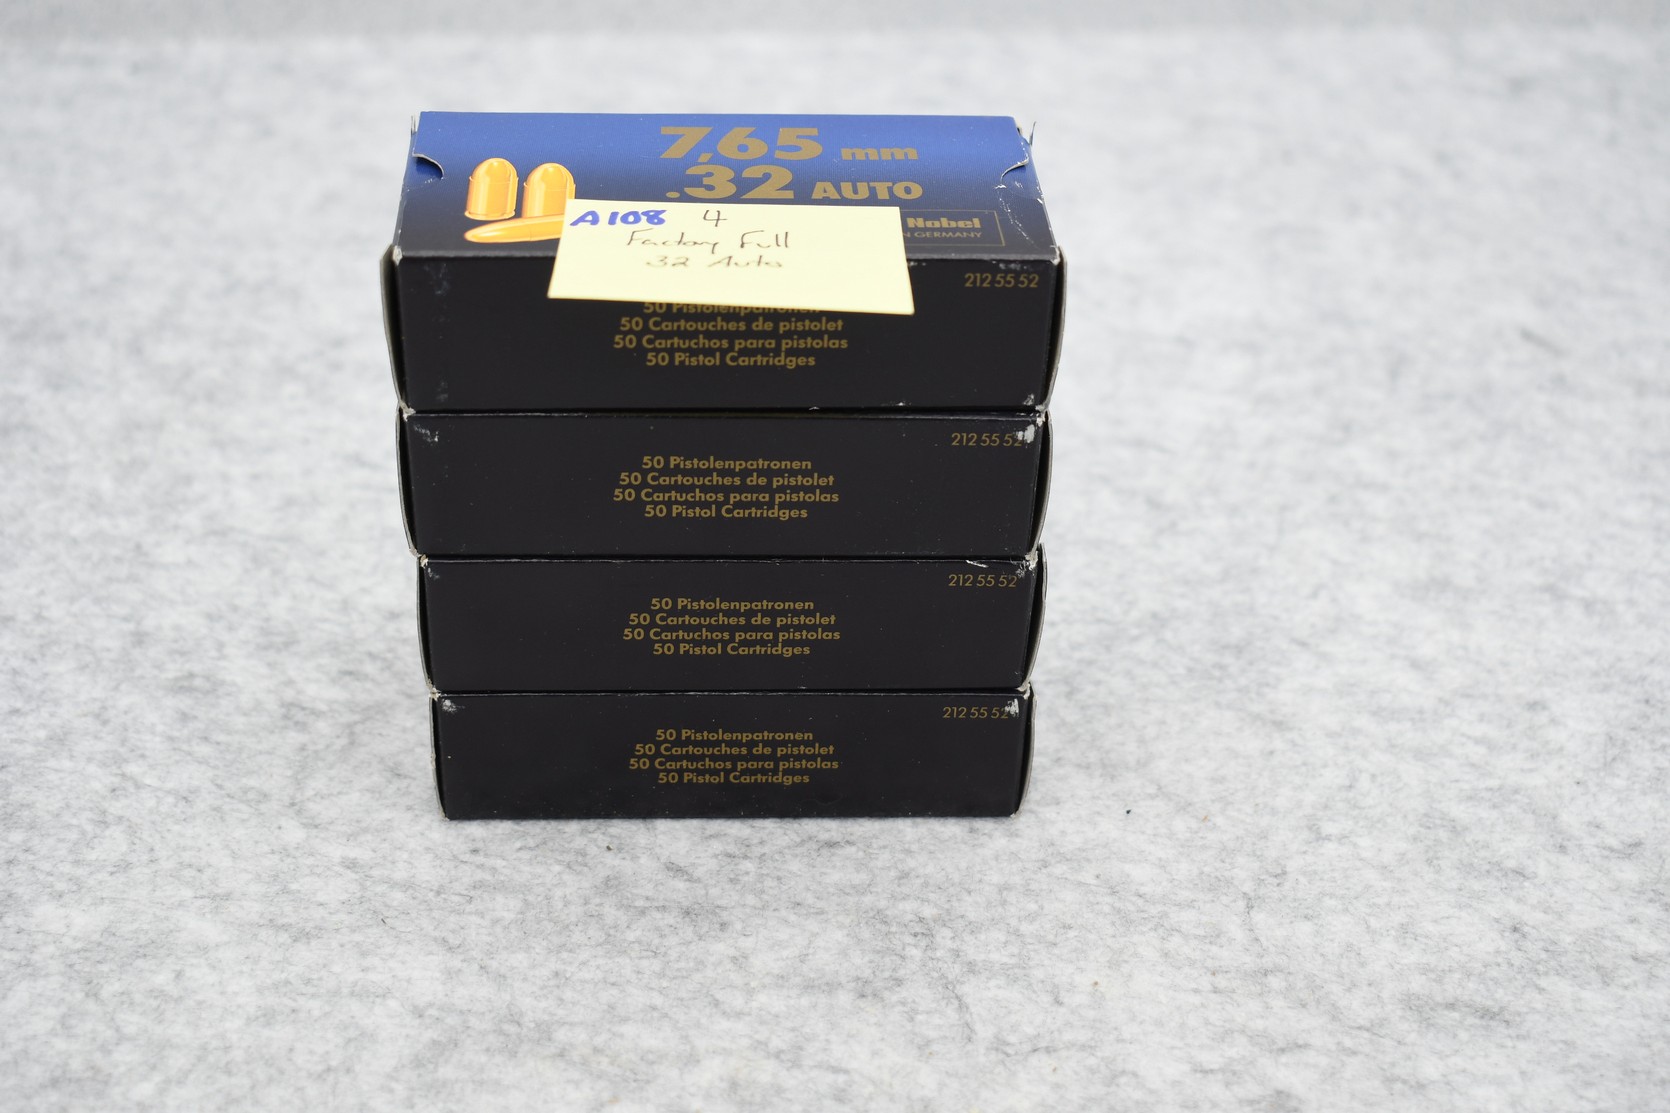 7,65 mm
.32 AUTO
Nobel
N GERMANY
A108 4
Factory Full
32 Auto
212 55 52
50 Pistolenpatronen
50 Cartouches de pistolet
50 Cartuchos para pistolas
50 Pistol Cartridges
212 55 52
50 Pistolenpatronen
50 Cartouches de pistolet
50 Cartuchos para pistolas
50 Pistol Cartridges
212 55 52
50 Pistolenpatronen
50 Cartouches de pistolet
50 Cartuchos para pistolas
50 Pistol Cartridges
212 55 52
50 Pistolenpatronen
50 Cartouches de pistolet
50 Cartuchos para pistolas
50 Pistol Cartridges